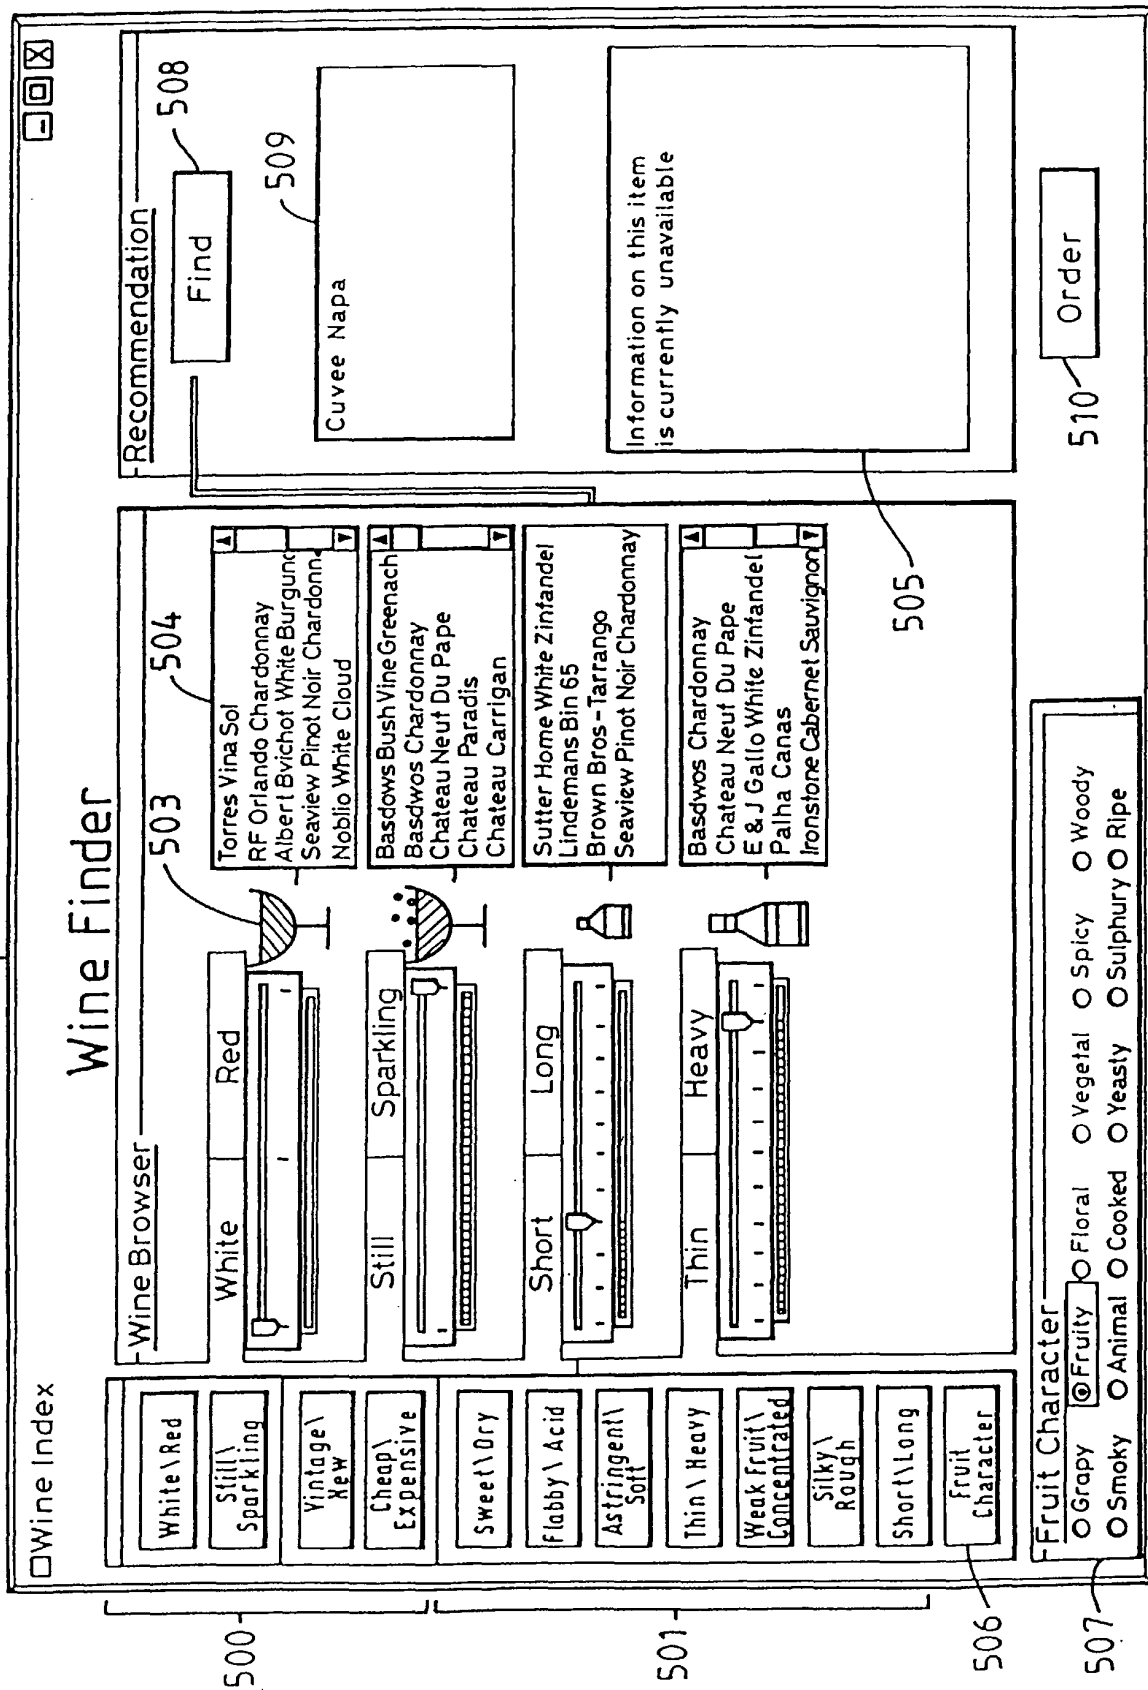 Wine Index
Wine Finder
White\Red
Still\
Sparkling
Vintage\
New
Cheap\
Expensive
Sweet\Dry
Flabby\Acid
Astringent\
Soft
Thin\Heavy
Weak Fruit\
Concentrated
Silky\
Rough
Short\Long
Fruit
Character
500
501
506
507
Wine Browser
White Red
Still Sparkling
Short Long
Thin Heavy
503
504
Torres Vina Sol
RF Orlando Chardonnay
Albert Bvichot White Burgund
Seaview Pinot Noir Chardonn
Noblio White Cloud
Basdows Bush Vine Greenach
Basdwos Chardonnay
Chateau Neuf Du Pape
Chateau Paradis
Chateau Carrigan
Sutter Home White Zinfandel
Lindemans Bin 65
Brown Bros-Tarrango
Seaview Pinot Noir Chardonnay
Basdwos Chardonnay
Chateau Neuf Du Pape
E & J Gallo White Zinfandel
Palha Canas
Ironstone Cabernet Sauvignon
Recommendation
Find
508
509
Cuvee Napa
Information on this item
is currently unavailable
505
510
Order
Fruit Character
Grapy Fruity Floral Vegetal Spicy Woody
Smoky Animal Cooked Yeasty Sulphury Ripe